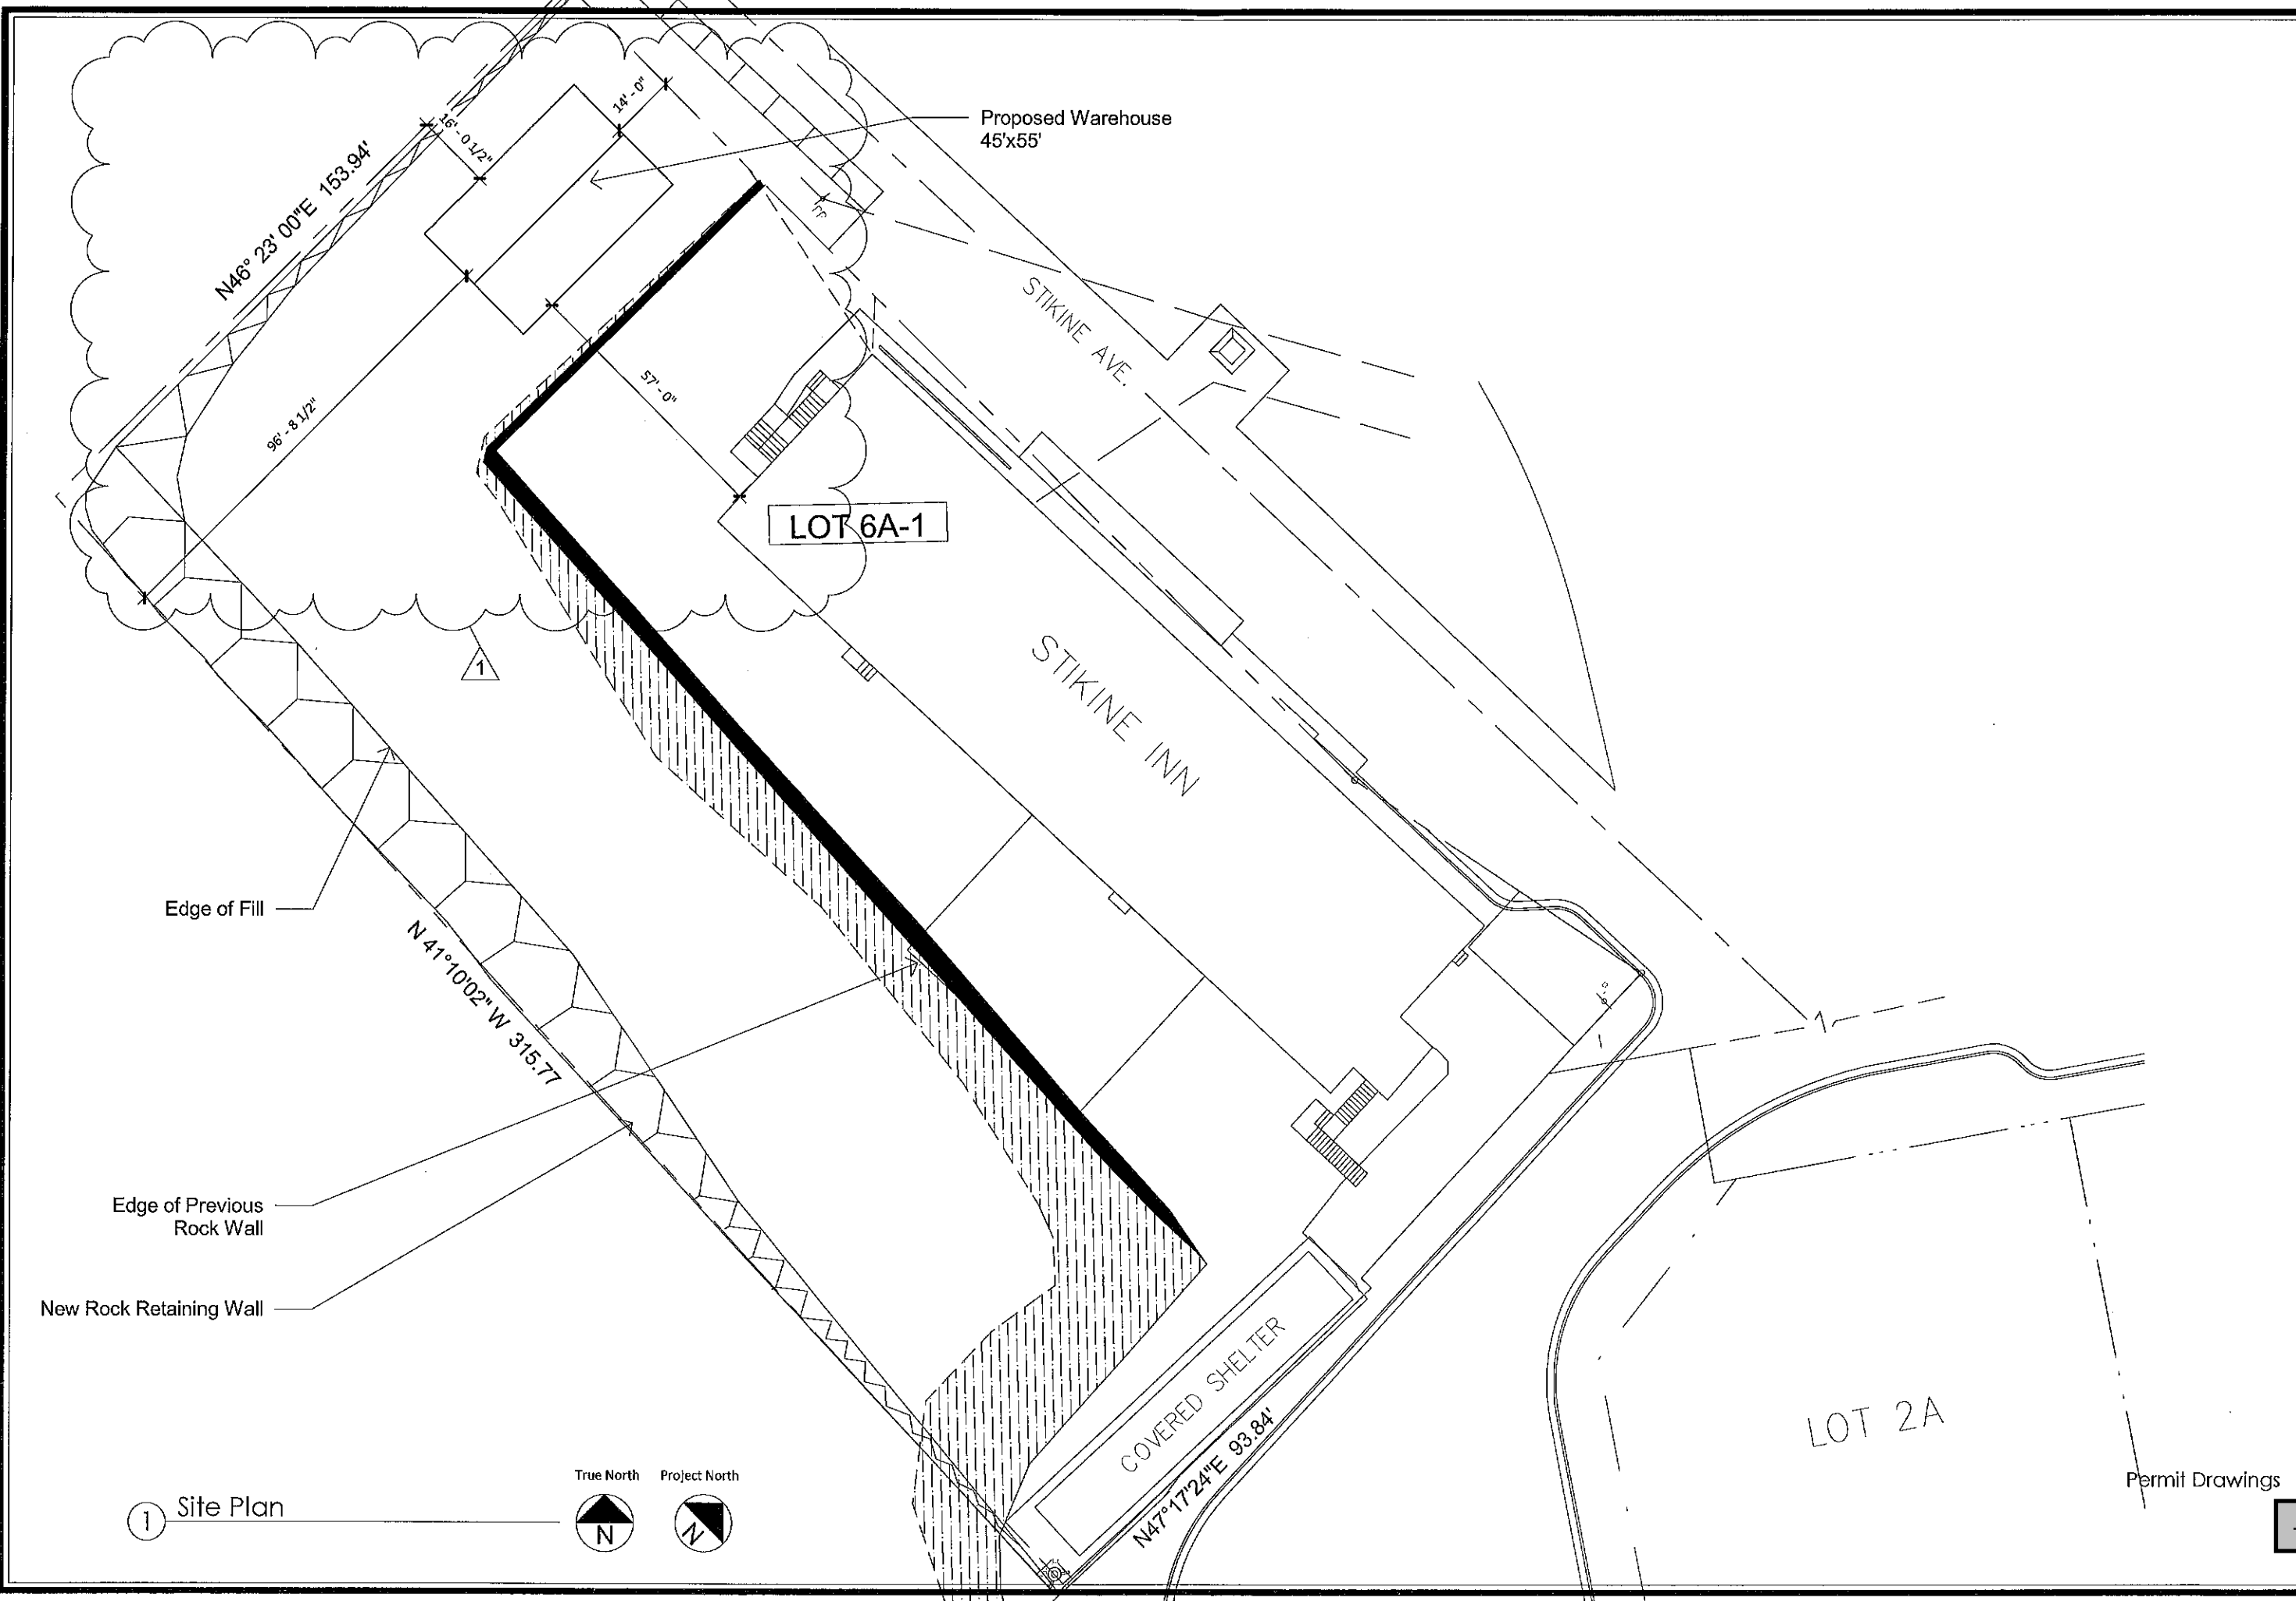 14' - 0"
16' - 0 1/2"
Proposed Warehouse
45'x55'
N46° 23' 00"E 153.94'
PP
STIKINE AVE.
57' - 0"
96' - 8 1/2"
LOT 6A-1
1
STIKINE INN
Edge of Fill
N 41°10'02" W 315.77
Edge of Previous
Rock Wall
New Rock Retaining Wall
COVERED SHELTER
N47°17'24"E 93.84'
LOT 2A
True North
Project North
N
N
1
Site Plan
Permit Drawings